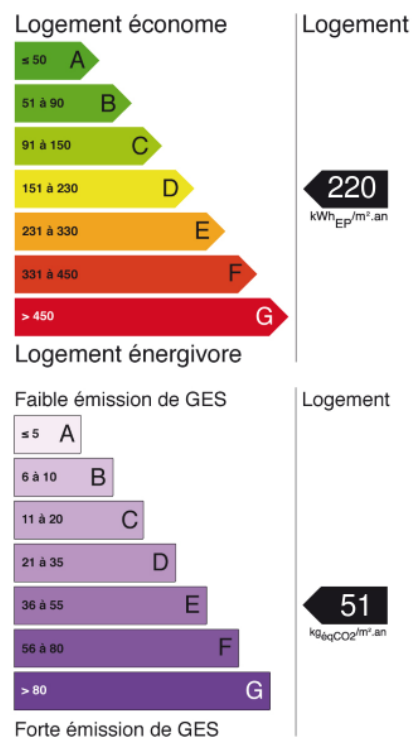 Logement économe
Logement
≤ 50 A
51 à 90 B
91 à 150 C
151 à 230 D
220
kWhEP/m².an
231 à 330 E
331 à 450 F
> 450 G
Logement énergivore
Faible émission de GES
Logement
≤ 5 A
6 à 10 B
11 à 20 C
21 à 35 D
36 à 55 E
51
kgéqCO2/m².an
56 à 80 F
> 80 G
Forte émission de GES